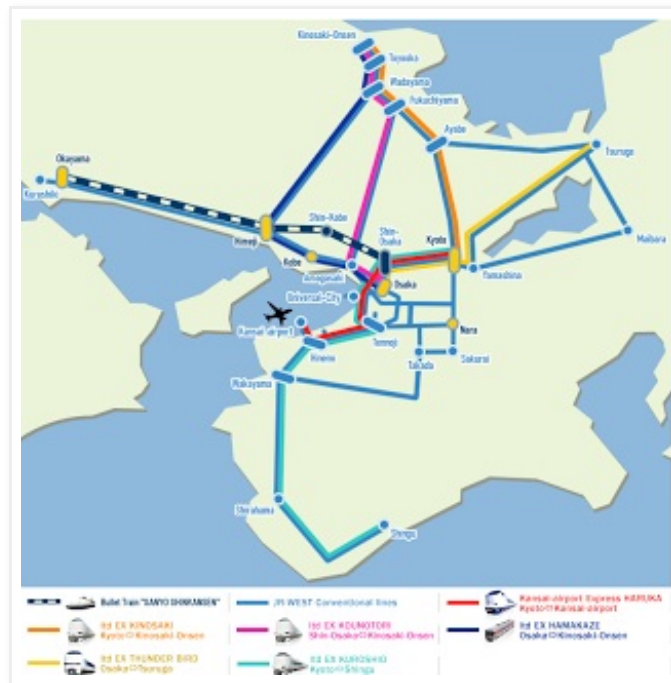 Kinosaki-Onsen
Toyooka
Wadayama
Fukuchiyama
Ayabe
Tsuruga
Okayama
Kurashiki
Himeji
Shin-Kobe
Kobe
Amagasaki
Shin-
Osaka
Kyoto
Yamashina
Maibara
Universal-City
Osaka
Kansai airport
Hineno
Tennoji
Nara
Takada
Sakurai
Wakayama
Shirahama
Shingu
Bullet Train "SANYO SHINKANSEN"
JR-WEST Conventional lines
Kansai-airport Express HARUKA
Kyoto⇔Kansai-airport
ltd EX KINOSAKI
Kyoto⇔Kinosaki-Onsen
ltd EX KOUNOTORI
Shin-Osaka⇔Kinosaki-Onsen
ltd EX HAMAKAZE
Osaka⇔Kinosaki-Onsen
ltd EX THUNDER BIRD
Osaka⇔Tsuruga
ltd EX KUROSHIO
Kyoto⇔Shingu